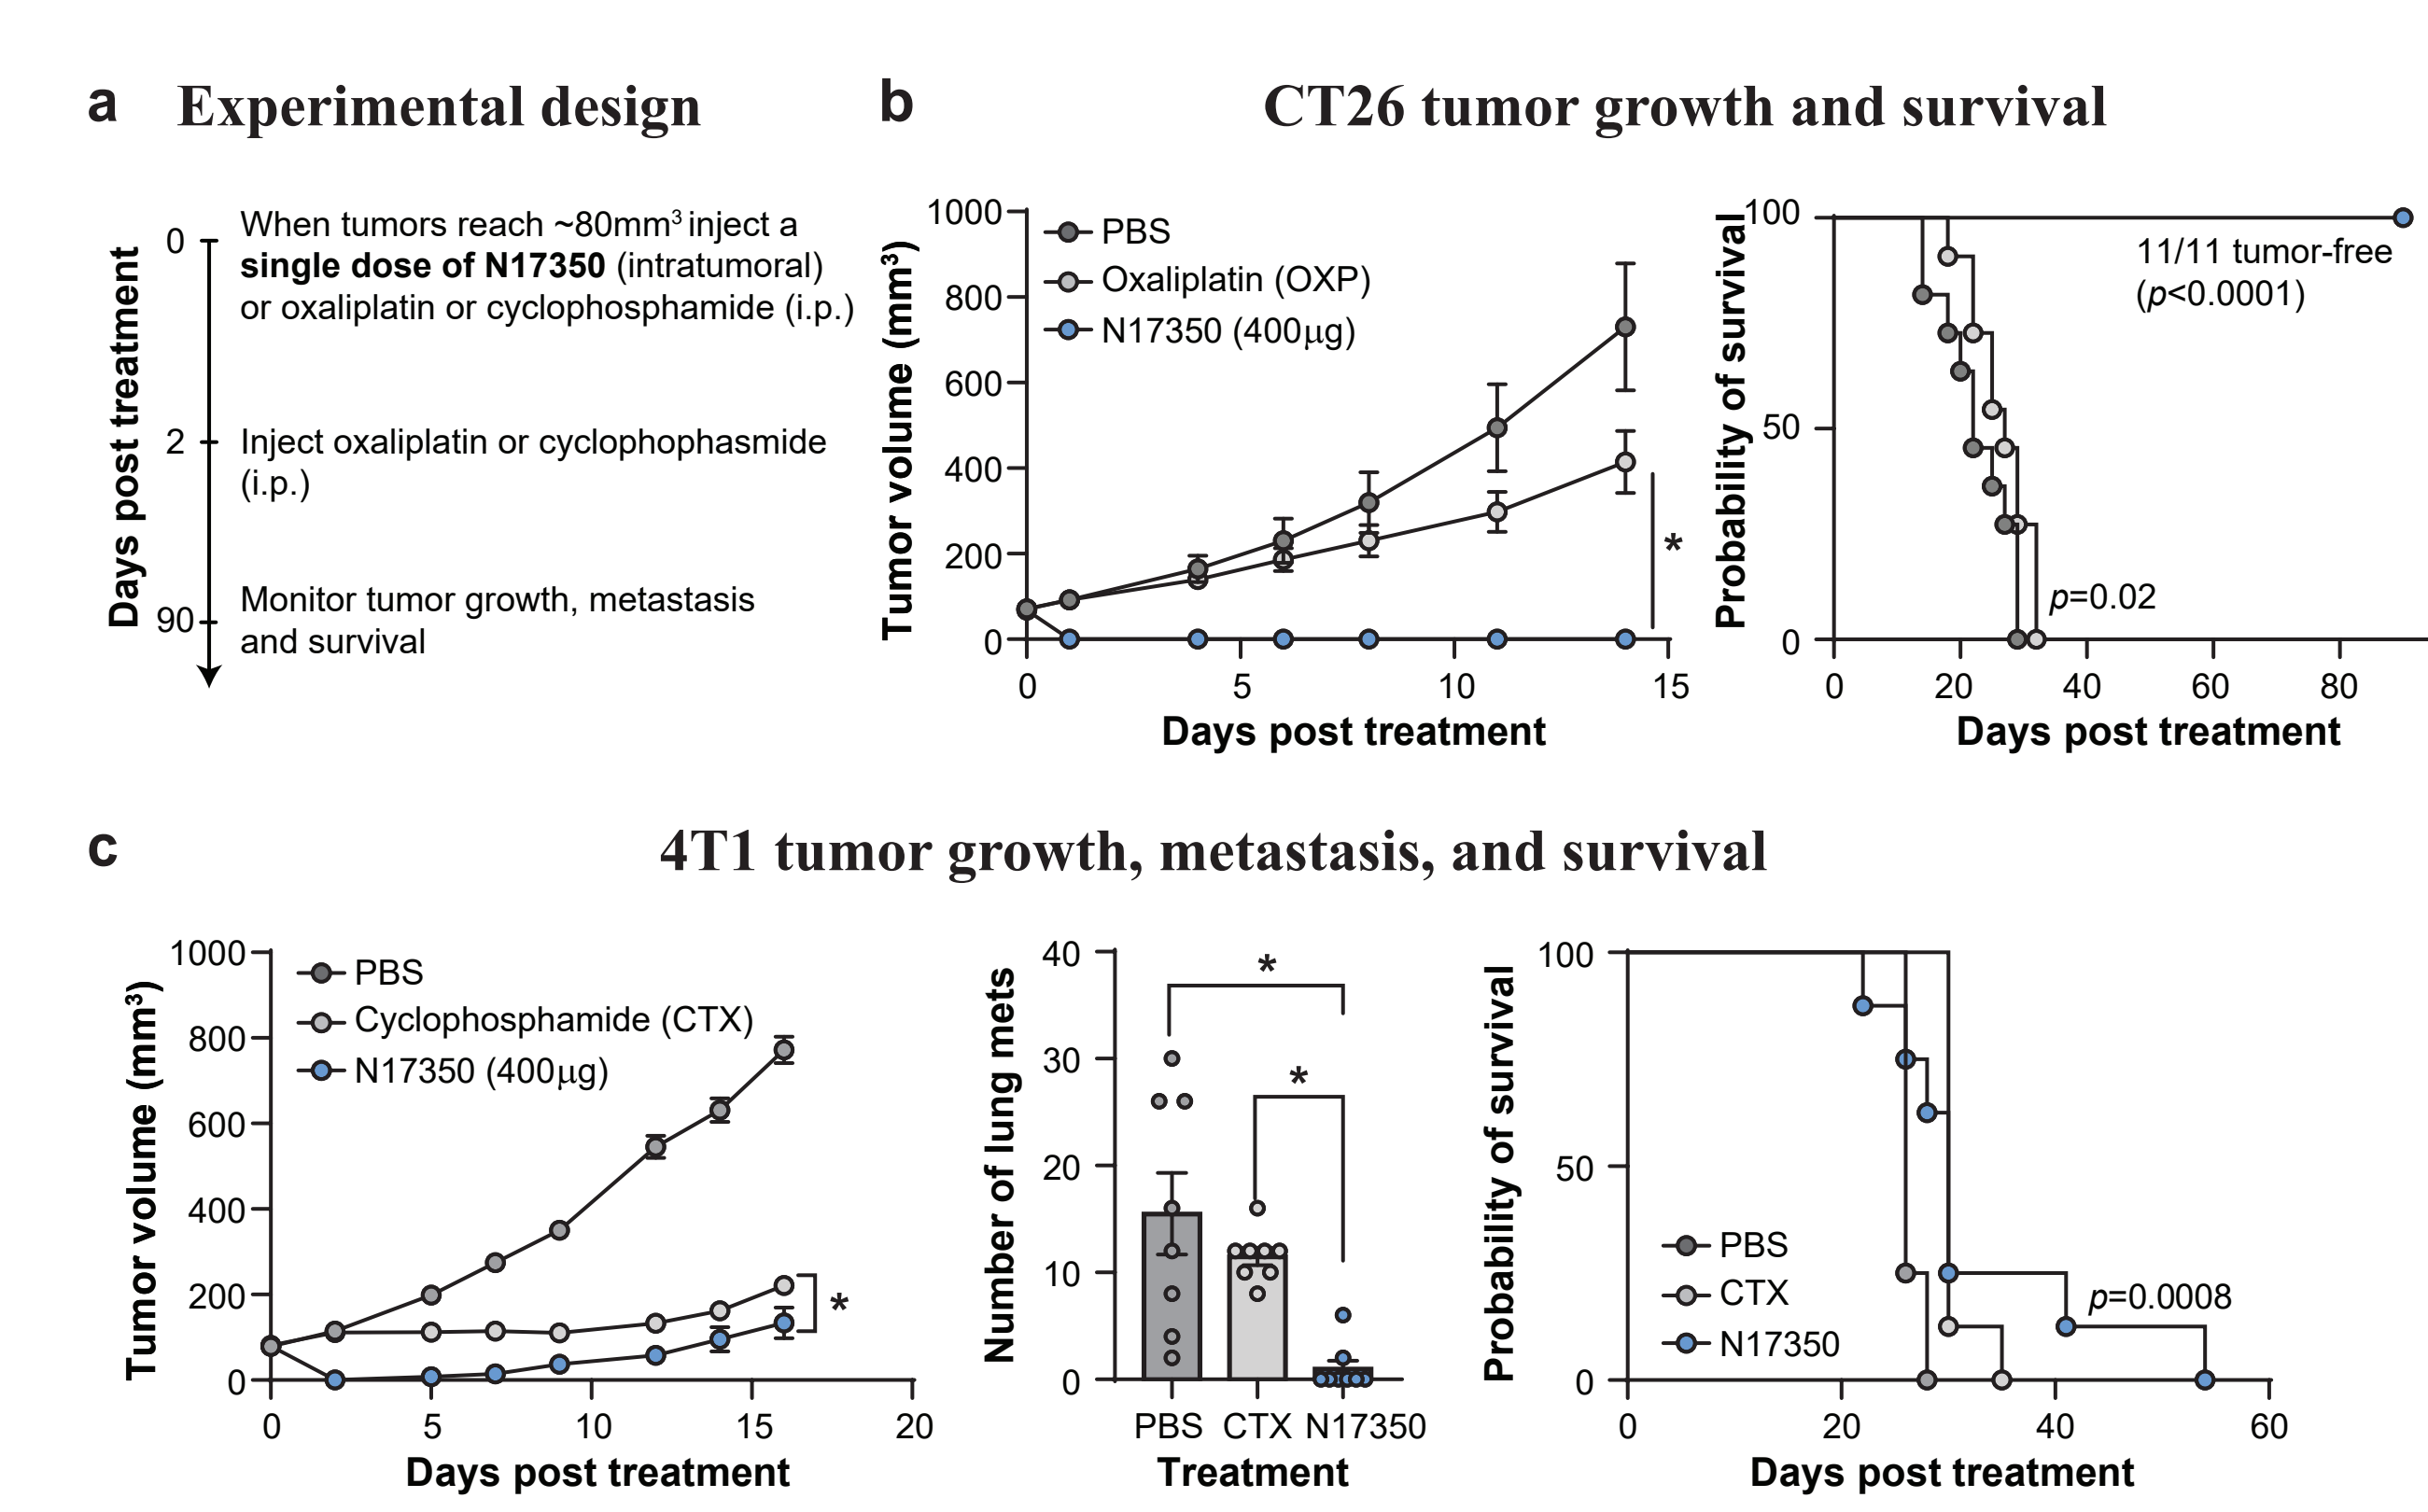 a Experimental design
Days post treatment
0
When tumors reach ~80mm³ inject a
single dose of N17350 (intratumoral)
or oxaliplatin or cyclophosphamide (i.p.)
2
Inject oxaliplatin or cyclophophasmide
(i.p.)
90
Monitor tumor growth, metastasis
and survival
b CT26 tumor growth and survival
Tumor volume (mm³)
1000
800
600
400
200
0
PBS
Oxaliplatin (OXP)
N17350 (400µg)
*
0 5 10 15
Days post treatment
Probability of survival
100
50
0
11/11 tumor-free
(p<0.0001)
p=0.02
0 20 40 60 80
Days post treatment
c 4T1 tumor growth, metastasis, and survival
Tumor volume (mm³)
1000
800
600
400
200
0
PBS
Cyclophosphamide (CTX)
N17350 (400µg)
*
0 5 10 15 20
Days post treatment
Number of lung mets
40
30
20
10
0
*
*
PBS CTX N17350
Treatment
Probability of survival
100
50
0
PBS
CTX
N17350
p=0.0008
0 20 40 60
Days post treatment